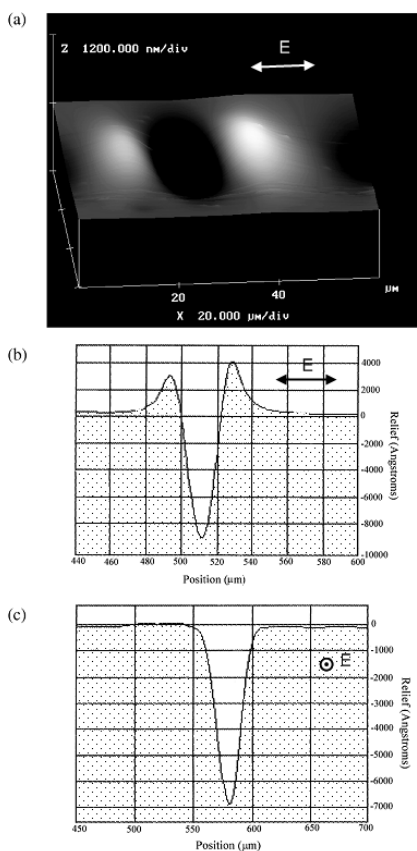 (a)
Z 1200.000 nm/div
E
20
40
µm
X 20.000 µm/div
(b)
E
4000
2000
0
-2000
-4000
-6000
-8000
-10000
Relief (Angstroms)
440 460 480 500 520 540 560 580 600
Position (µm)
(c)
E
0
-1000
-2000
-3000
-4000
-5000
-6000
-7000
Relief (Angstroms)
450 500 550 600 650 700
Position (µm)